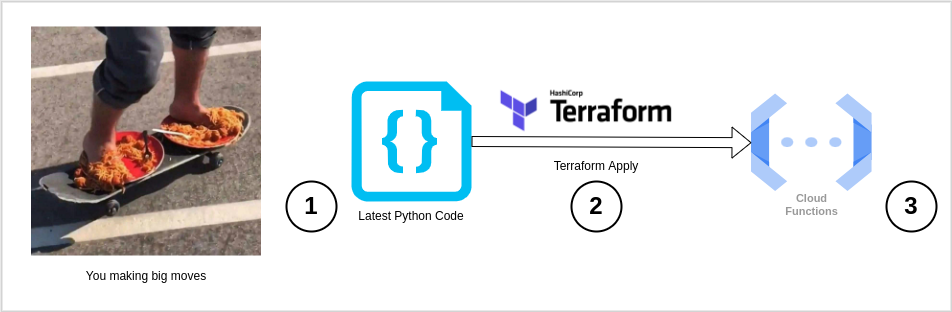 You making big moves
1
{}
Latest Python Code
HashiCorp
Terraform
Terraform Apply
2
Cloud
Functions
3